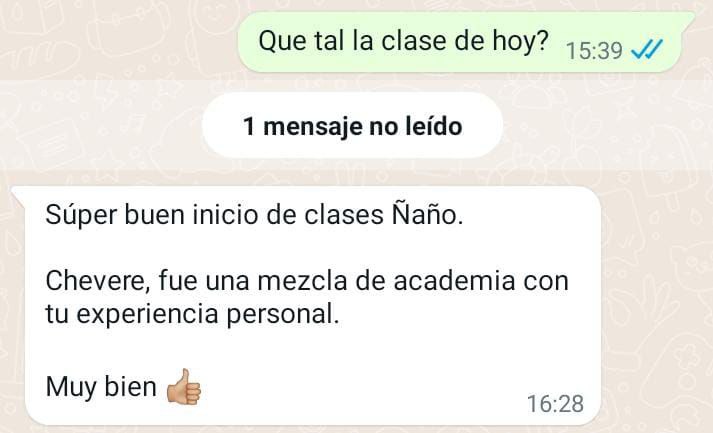 Que tal la clase de hoy? 15:39
1 mensaje no leído
Súper buen inicio de clases Ñaño.
Chevere, fue una mezcla de academia con
tu experiencia personal.
Muy bien 👍🏼
16:28